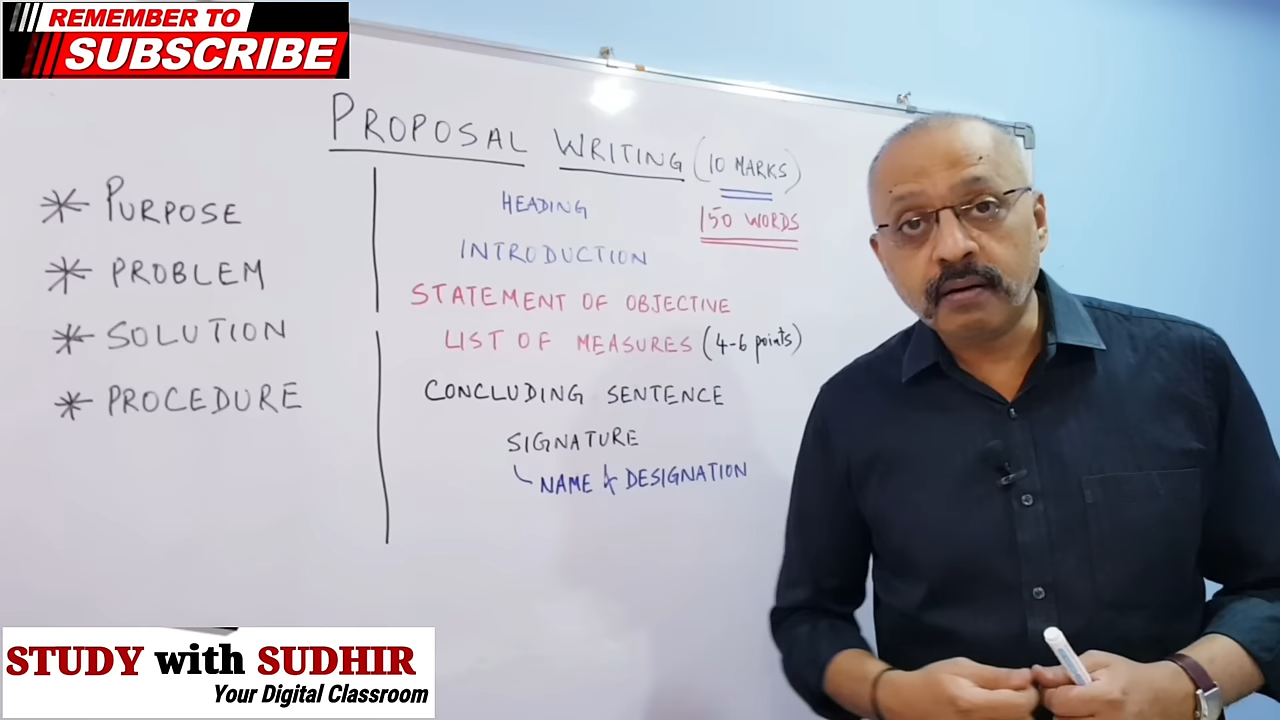 REMEMBER TO
SUBSCRIBE
PROPOSAL WRITING (10 MARKS)
150 WORDS
* PURPOSE
* PROBLEM
* SOLUTION
* PROCEDURE
HEADING
INTRODUCTION
STATEMENT OF OBJECTIVE
LIST OF MEASURES (4-6 points)
CONCLUDING SENTENCE
SIGNATURE
NAME & DESIGNATION
STUDY with SUDHIR
Your Digital Classroom